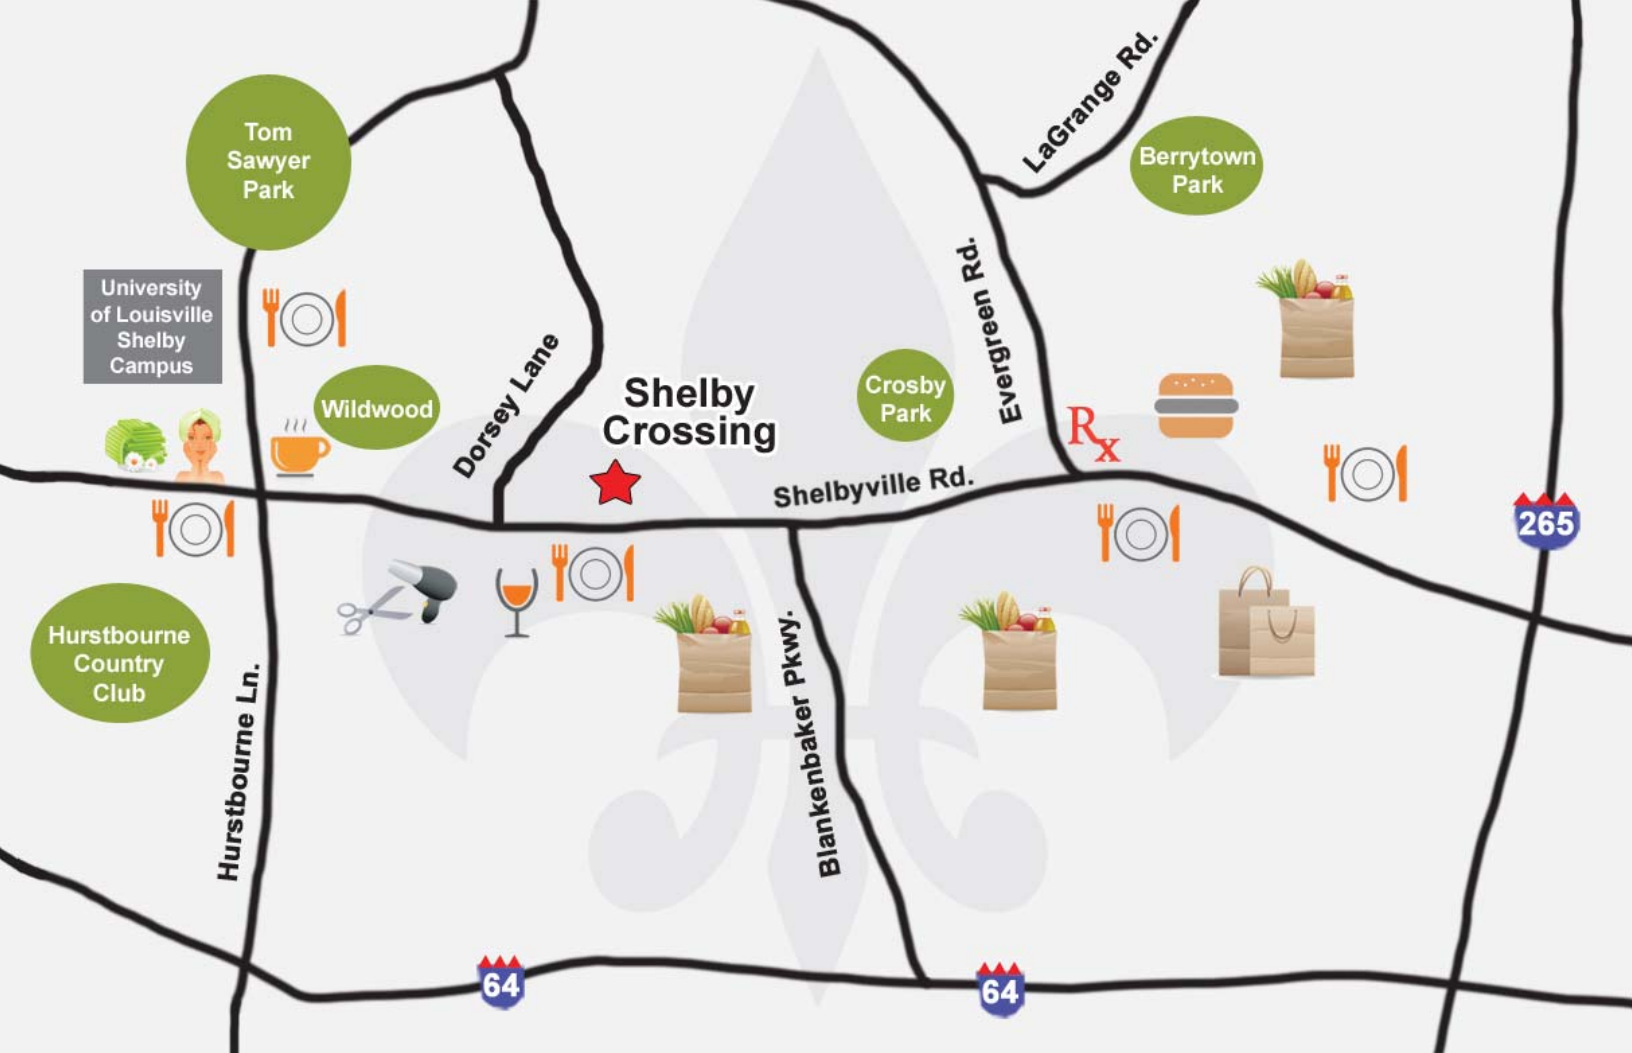 Tom
Sawyer
Park
LaGrange Rd.
Berrytown
Park
University
of Louisville
Shelby
Campus
Evergreen Rd.
Wildwood
Dorsey Lane
Shelby
Crossing
Crosby
Park
Rx
Shelbyville Rd.
265
Hurstbourne
Country
Club
Hurstbourne Ln.
Blankenbaker Pkwy.
64
64